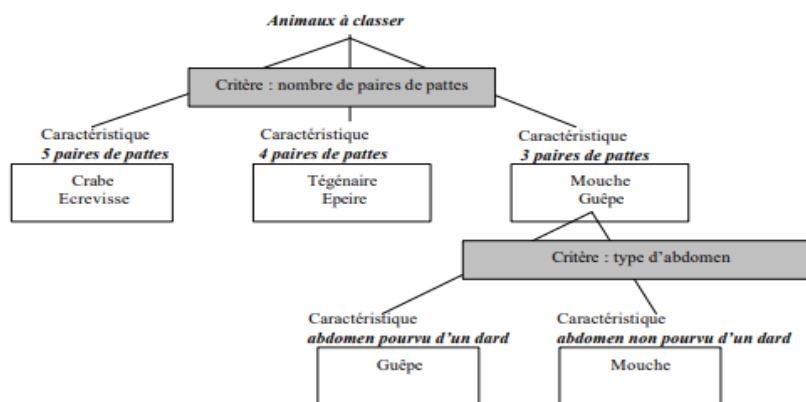 Animaux à classer
Critère : nombre de paires de pattes
Caractéristique
5 paires de pattes
Crabe
Ecrevisse
Caractéristique
4 paires de pattes
Tégénaire
Epeire
Caractéristique
3 paires de pattes
Mouche
Guêpe
Critère : type d'abdomen
Caractéristique
abdomen pourvu d'un dard
Guêpe
Caractéristique
abdomen non pourvu d'un dard
Mouche